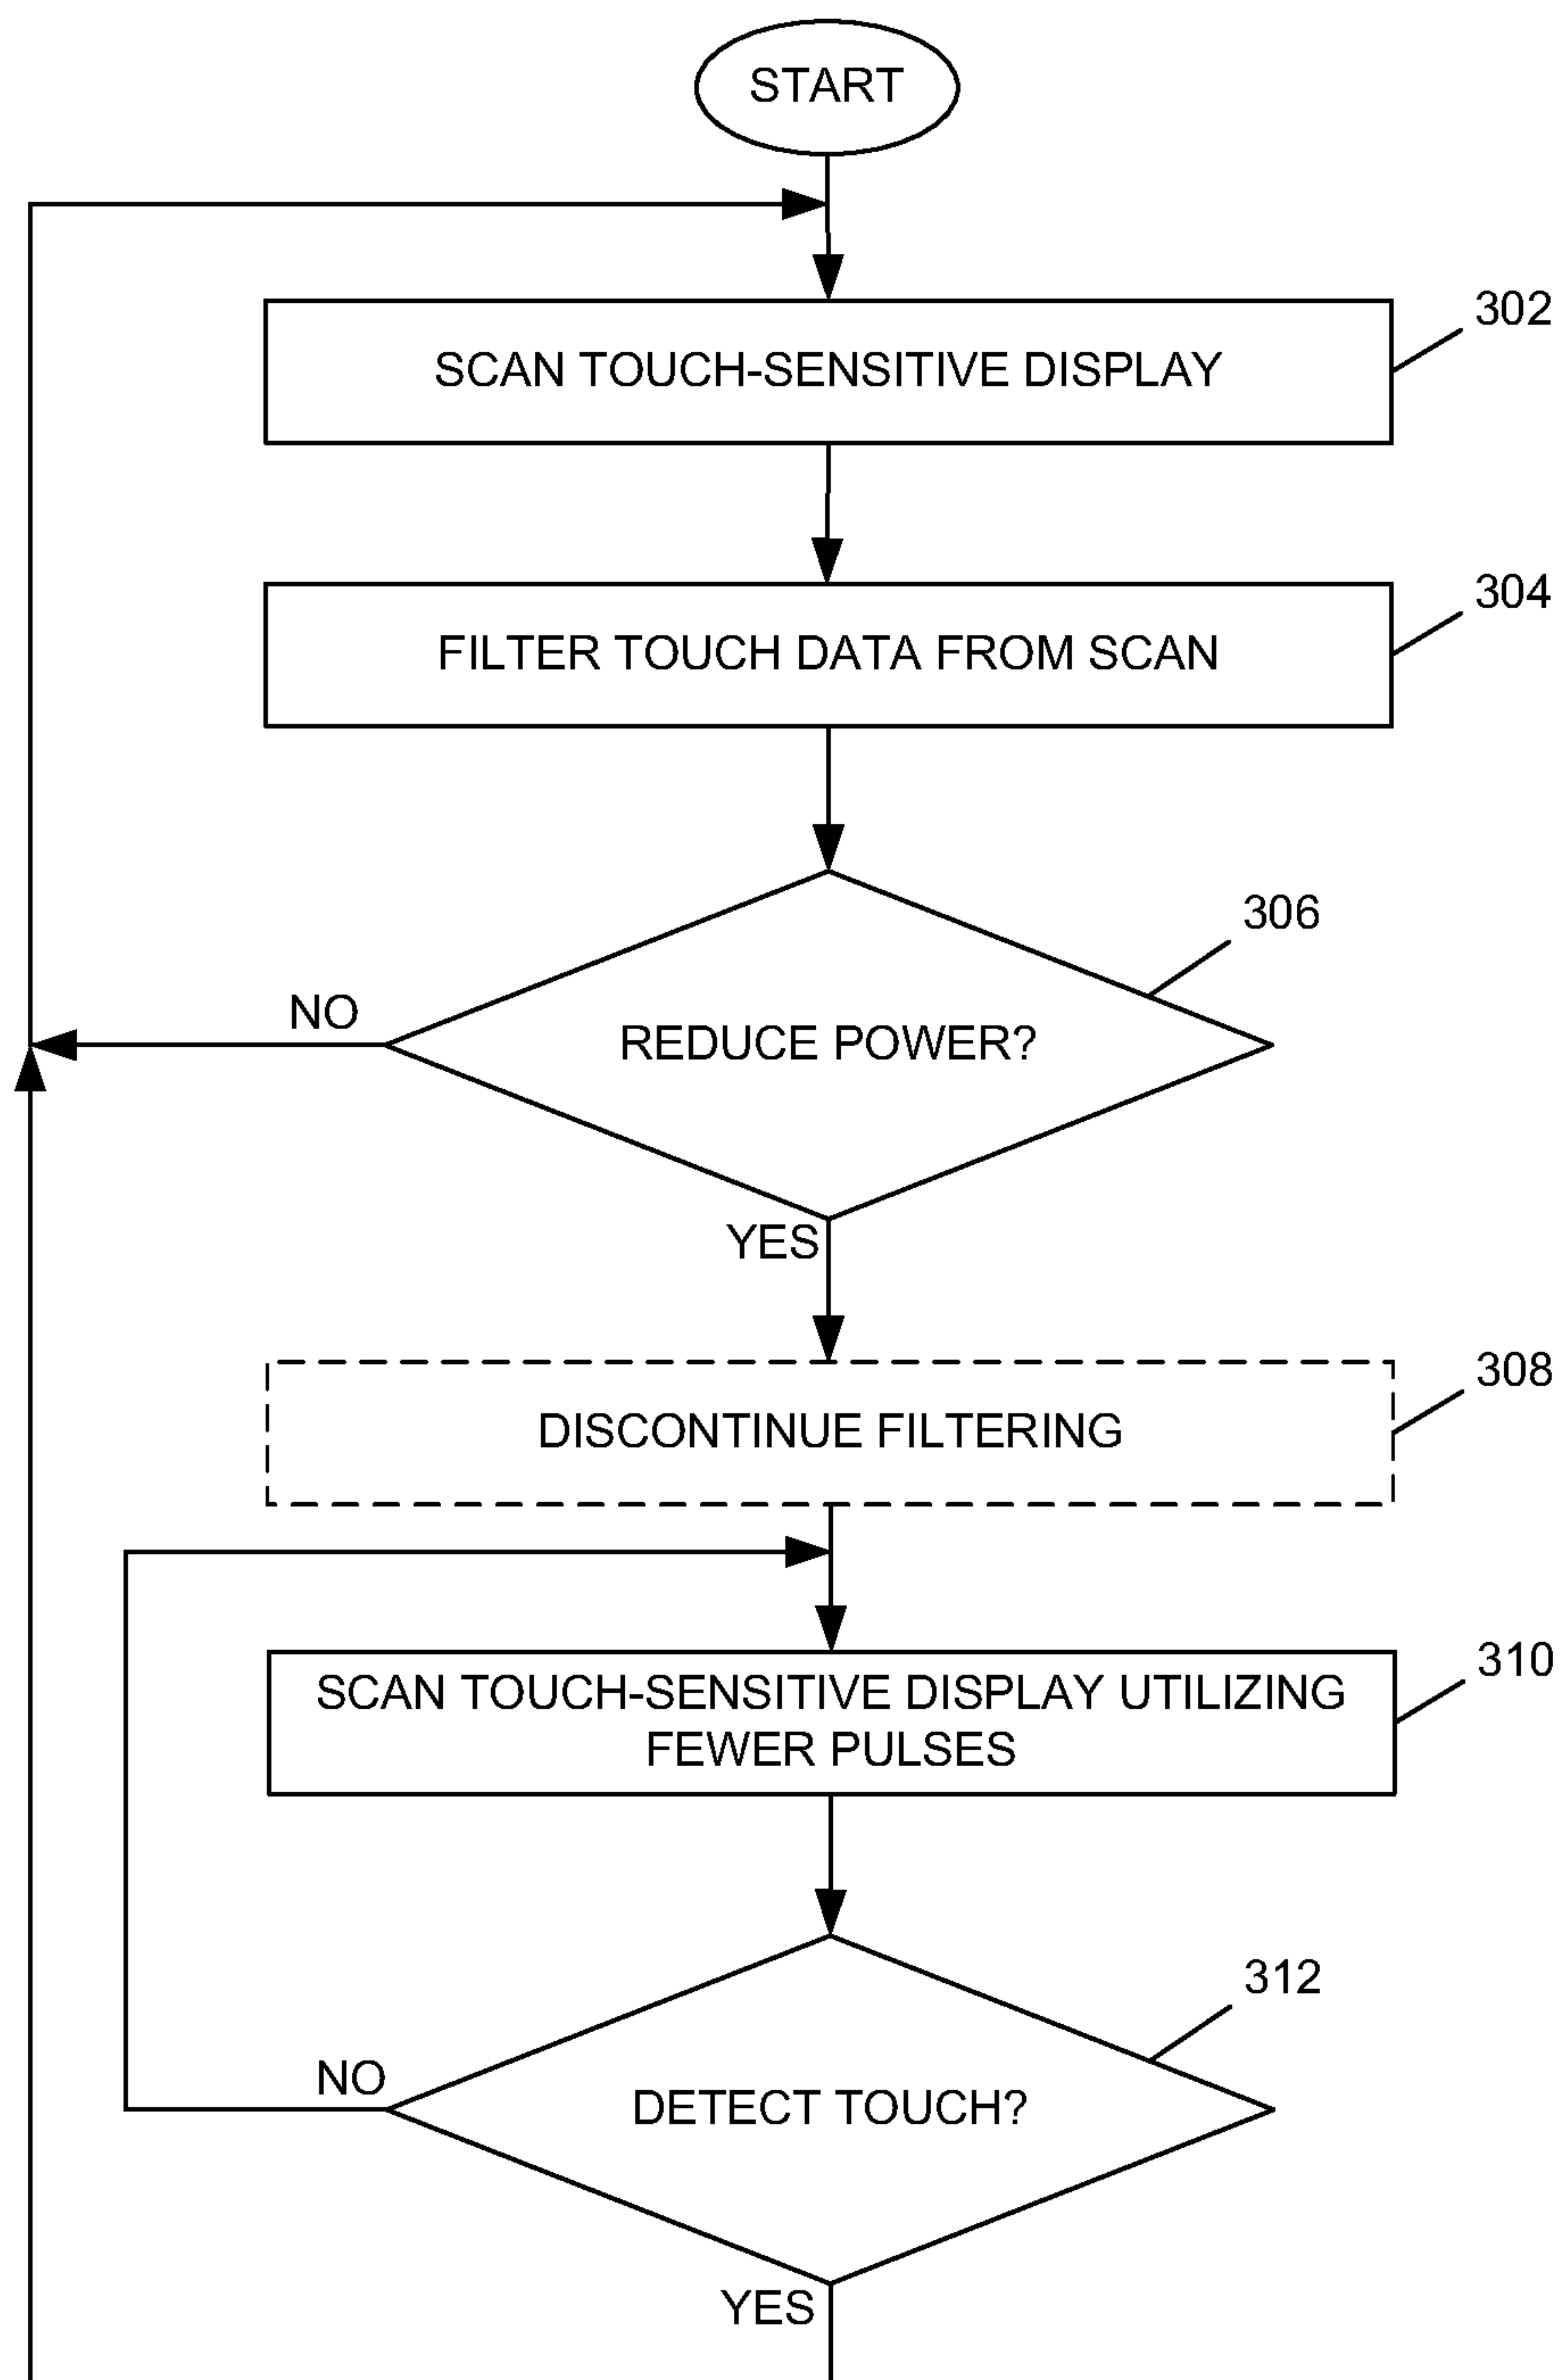 START
302
SCAN TOUCH-SENSITIVE DISPLAY
304
FILTER TOUCH DATA FROM SCAN
306
NO
REDUCE POWER?
YES
308
DISCONTINUE FILTERING
310
SCAN TOUCH-SENSITIVE DISPLAY UTILIZING
FEWER PULSES
312
NO
DETECT TOUCH?
YES